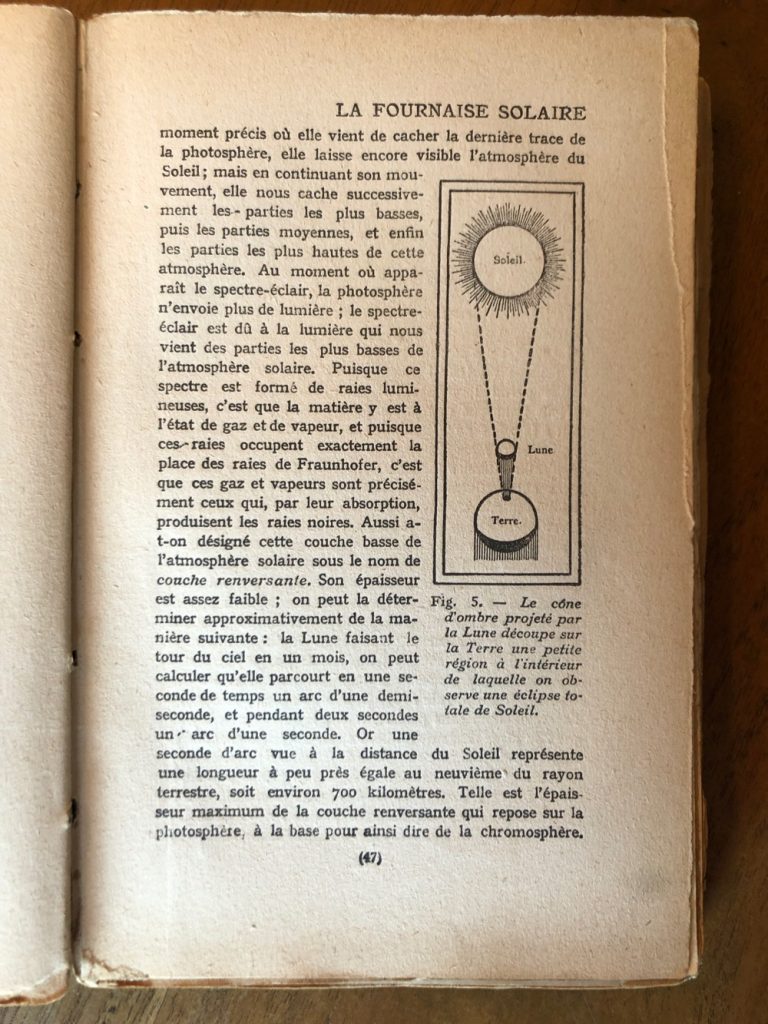 LA FOURNAISE SOLAIRE
moment précis où elle vient de cacher la dernière trace de
la photosphère, elle laisse encore visible l'atmosphère du
Soleil ; mais en continuant son mou-
vement, elle nous cache successive-
ment les parties les plus basses,
puis les parties moyennes, et enfin
les parties les plus hautes de cette
atmosphère. Au moment où appa-
raît le spectre-éclair, la photosphère
n'envoie plus de lumière ; le spectre-
éclair est dû à la lumière qui nous
vient des parties les plus basses de
l'atmosphère solaire. Puisque ce
spectre est formé de raies lumi-
neuses, c'est que la matière y est à
l'état de gaz et de vapeur, et puisque
ces raies occupent exactement la
place des raies de Fraunhofer, c'est
que ces gaz et vapeurs sont précisé-
ment ceux qui, par leur absorption,
produisent les raies noires. Aussi a-
t-on désigné cette couche basse de
l'atmosphère solaire sous le nom de
couche renversante. Son épaisseur
est assez faible ; on peut la déter-
miner approximativement de la ma-
nière suivante : la Lune faisant le
tour du ciel en un mois, on peut
calculer qu'elle parcourt en une se-
conde de temps un arc d'une demi-
seconde, et pendant deux secondes
un arc d'une seconde. Or une
seconde d'arc vue à la distance du Soleil représente
une longueur à peu près égale au neuvième du rayon
terrestre, soit environ 700 kilomètres. Telle est l'épais-
seur maximum de la couche renversante qui repose sur la
photosphère, à la base pour ainsi dire de la chromosphère.
Soleil.
Lune
Terre.
Fig. 5. — Le cône
d'ombre projeté par
la Lune découpe sur
la Terre une petite
région à l'intérieur
de laquelle on ob-
serve une éclipse to-
tale de Soleil.
(47)